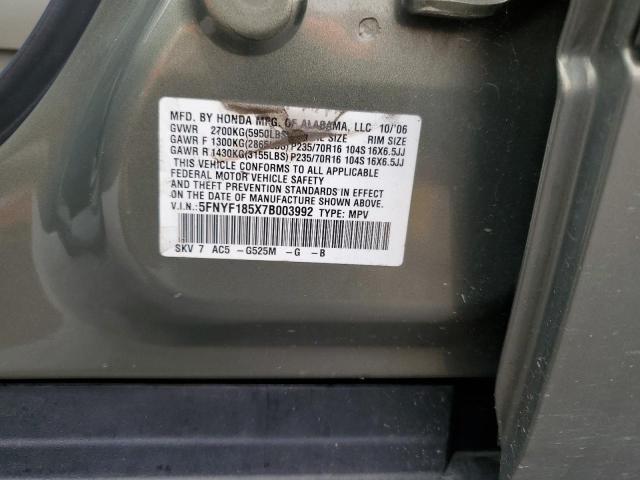 MFD. BY HONDA MFG. OF ALABAMA, LLC 10/'06
GVWR 2700KG(5950LBS) SIZE RIM SIZE
GAWR F 1300KG(2865LBS) P235/70R16 104S 16X6.5JJ
GAWR R 1430KG(3155LBS) P235/70R16 104S 16X6.5JJ
THIS VEHICLE CONFORMS TO ALL APPLICABLE
FEDERAL MOTOR VEHICLE SAFETY
AND THEFT PREVENTION STANDARDS IN EFFECT
ON THE DATE OF MANUFACTURE SHOWN ABOVE.
V.I.N.: 5FNYF185X7B003992 TYPE: MPV
SKV 7 AC5 -G525M -G -B